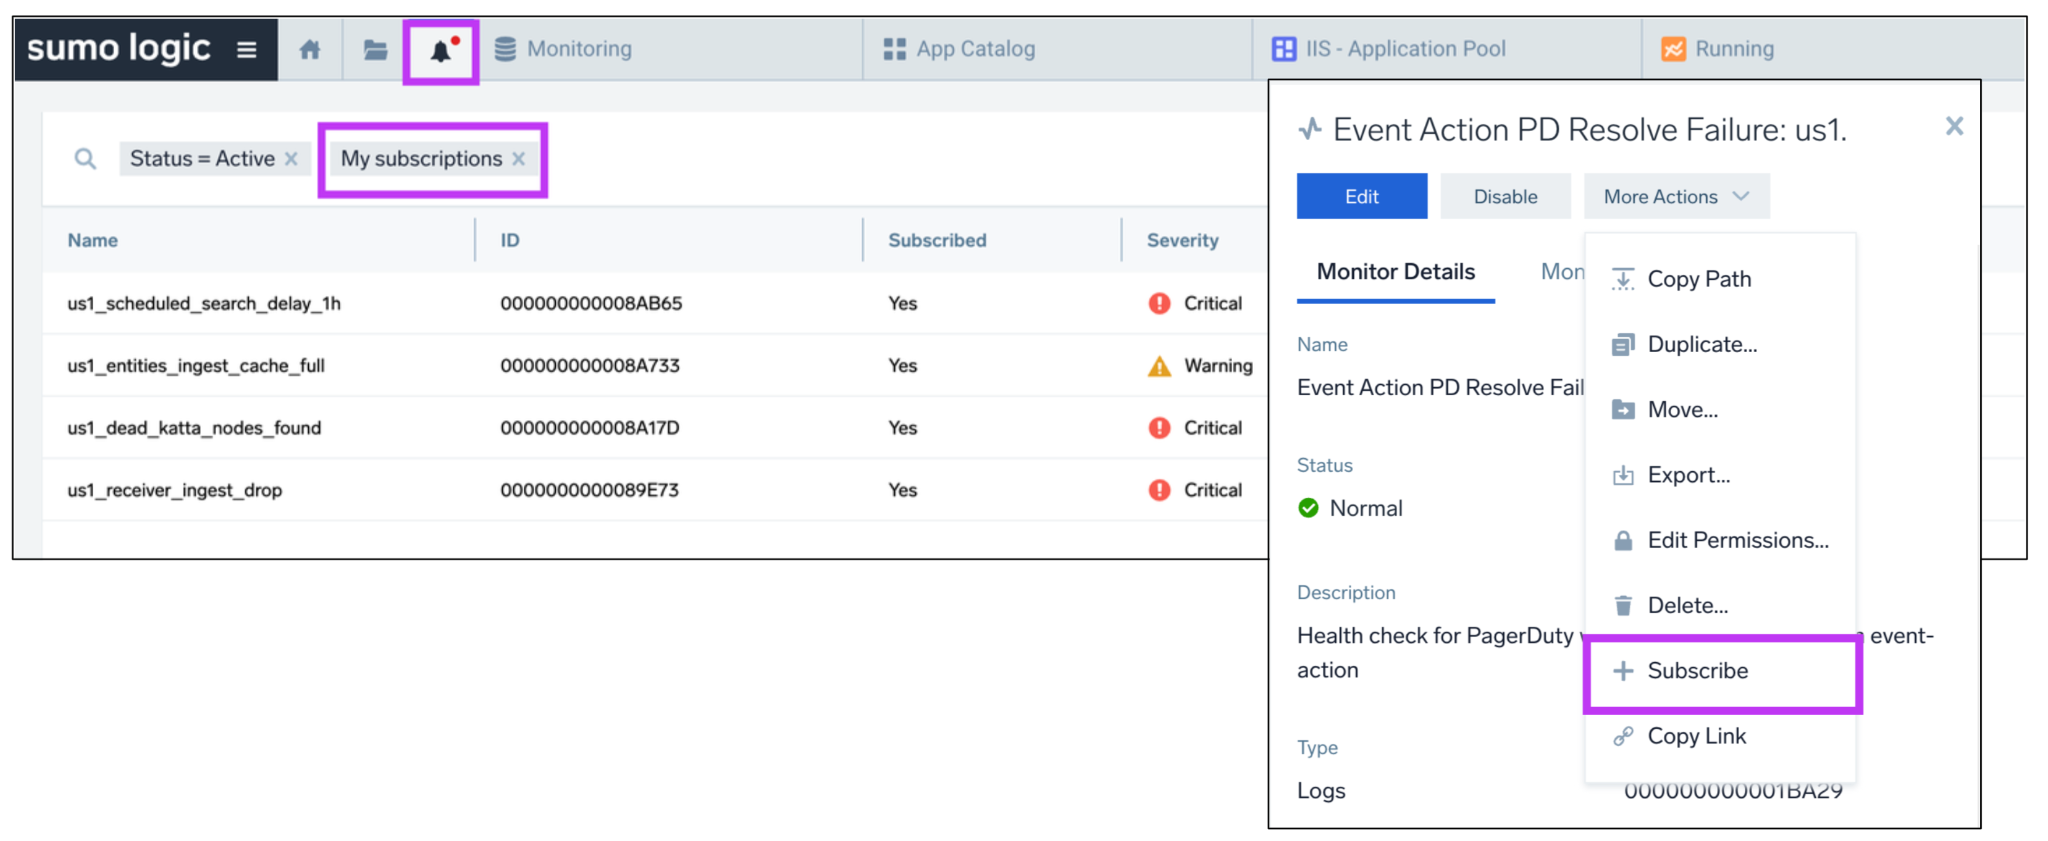 sumo logic
Monitoring
App Catalog
IIS - Application Pool
Running
Status = Active
My subscriptions
Name ID Subscribed Severity
us1_scheduled_search_delay_1h 000000000008AB65 Yes Critical
us1_entities_ingest_cache_full 000000000008A733 Yes Warning
us1_dead_katta_nodes_found 000000000008A17D Yes Critical
us1_receiver_ingest_drop 0000000000089E73 Yes Critical
Event Action PD Resolve Failure: us1.
Edit Disable More Actions
Monitor Details Mon
Name
Event Action PD Resolve Fail
Status
Normal
Description
Health check for PagerDuty event-
action
Type
Logs 000000000001BA29
Copy Path
Duplicate...
Move...
Export...
Edit Permissions...
Delete...
Subscribe
Copy Link